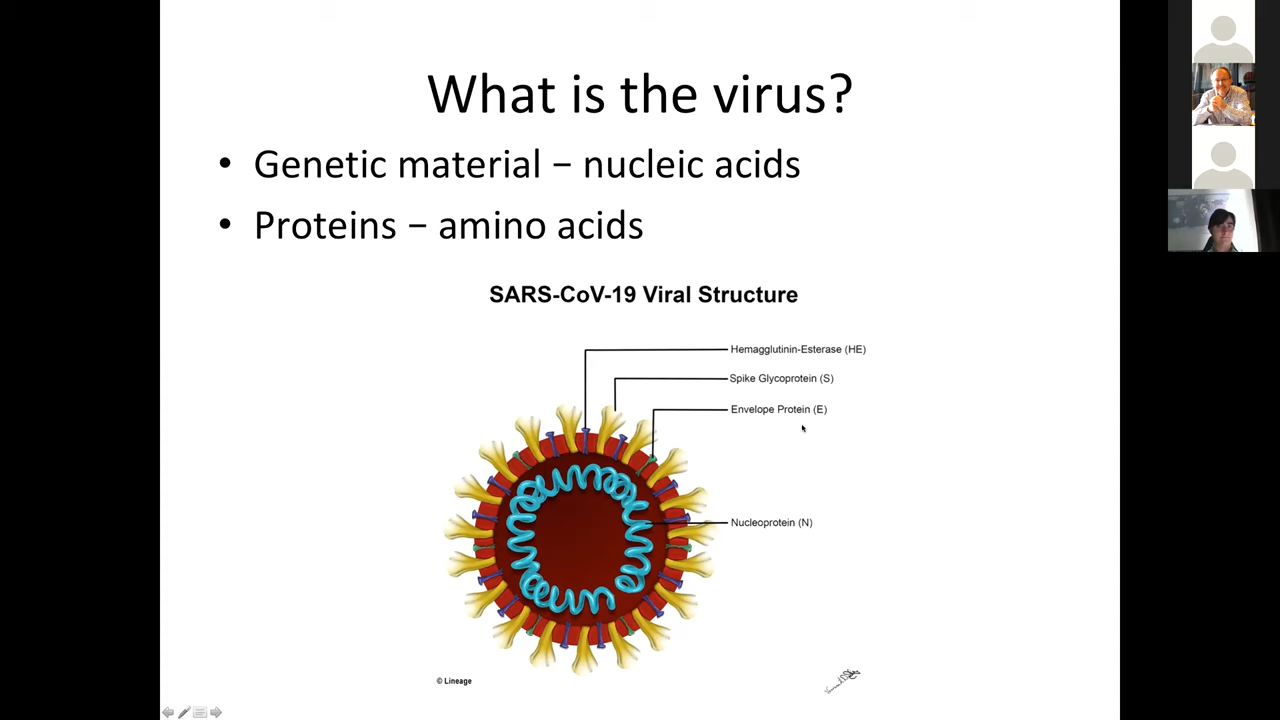 What is the virus?
• Genetic material – nucleic acids
• Proteins – amino acids
SARS-CoV-19 Viral Structure
Hemagglutinin-Esterase (HE)
Spike Glycoprotein (S)
Envelope Protein (E)
Nucleoprotein (N)
© Lineage